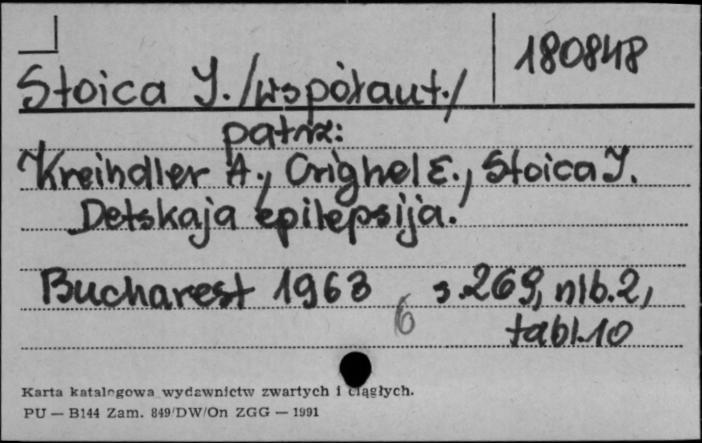 180848
Stoica J. /współaut./
patrz:
Kreindler A., Crighel E., Stoica J.
Detskaja epilepsija.
Bucharest 1963 s. 269, nlb. 2,
6 tabl. 10
Karta katalogowa wydawnictw zwartych i ciągłych.
PU — B144 Zam. 849/DW/On ZGG — 1991